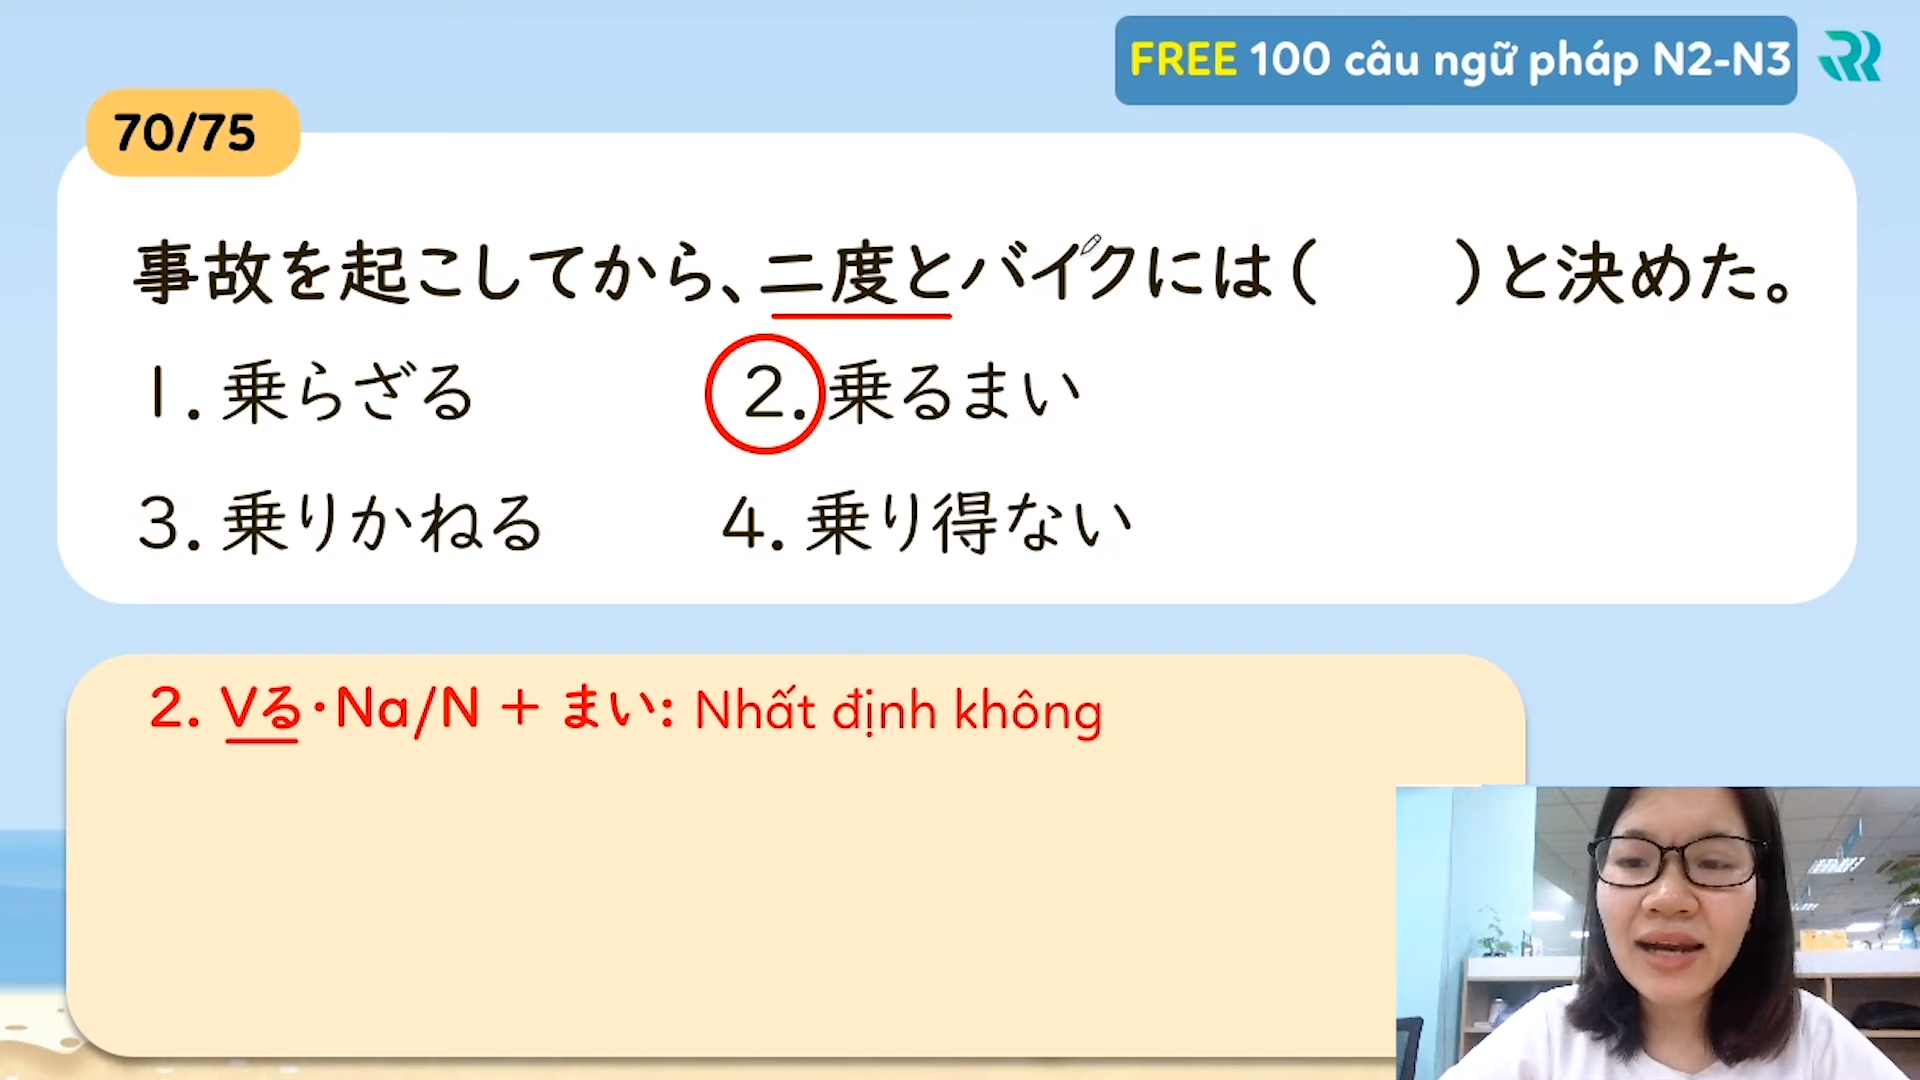 FREE 100 câu ngữ pháp N2-N3
70/75
事故を起こしてから、二度とバイクには(　　)と決めた。
1. 乗らざる
2. 乗るまい
3. 乗りかねる
4. 乗り得ない
2. Vる・Na/N + まい: Nhất định không